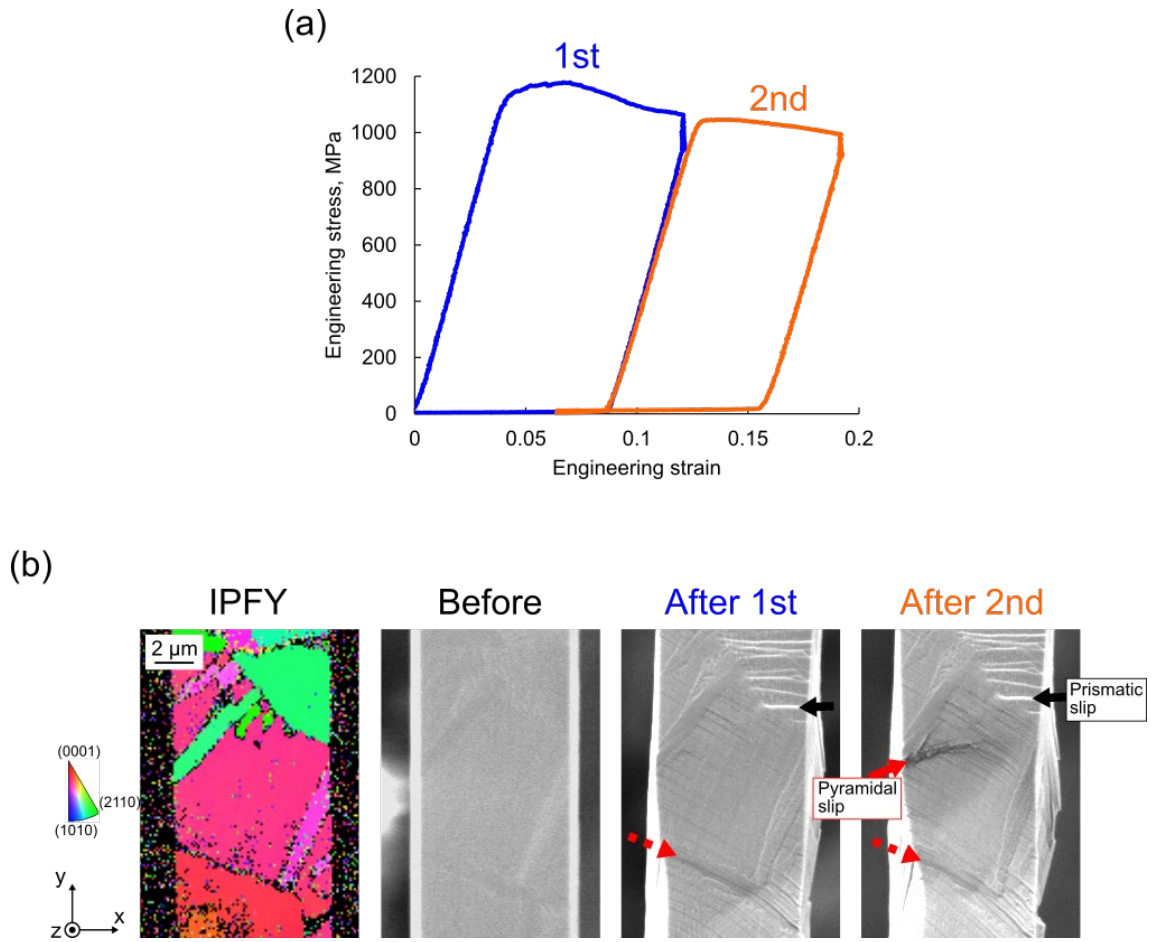 (a)
1st
2nd
1200
1000
800
600
400
200
0
Engineering stress, MPa
0
0.05
0.1
0.15
0.2
Engineering strain
(b)
IPFY
Before
After 1st
After 2nd
2 μm
Prismatic
slip
Pyramidal
slip
(0001)
(2110)
(1010)
y
z
x